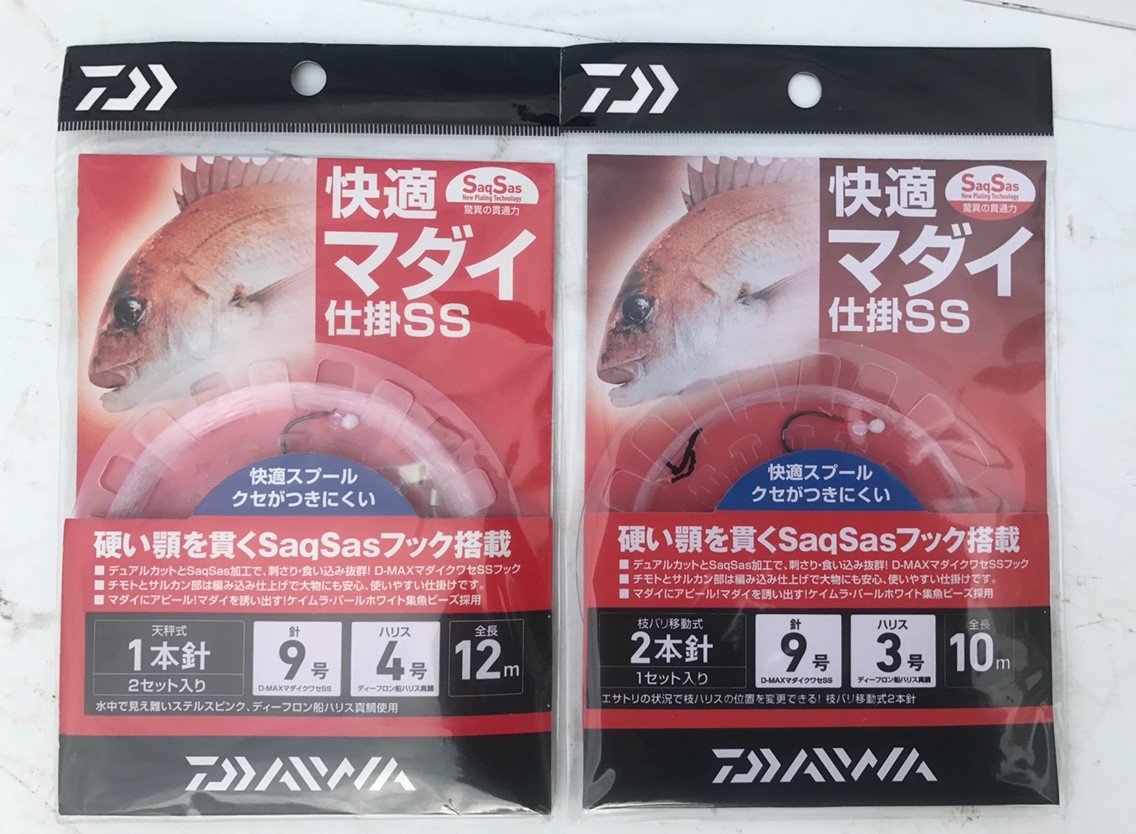 快適
SaqSas
New Plating Technology
驚異の貫通力
マダイ
仕掛SS
快適スプール
クセがつきにくい
硬い顎を貫くSaqSasフック搭載
■ デュアルカットとSaqSas加工で、刺さり・食い込み抜群! D-MAXマダイクワセSSフック
■ チモトとサルカン部は編み込み仕上げで大物にも安心、使いやすい仕掛けです。
■ マダイにアピール!マダイを誘い出す!ケイムラ・パールホワイト集魚ビーズ採用
天秤式
1本針
2セット入り
針
9号
D-MAXマダイクワセSS
ハリス
4号
ディーフロン船ハリス真鯛
全長
12m
水中で見え難いステルスピンク、ディーフロン船ハリス真鯛使用
DAIWA
快適
SaqSas
New Plating Technology
驚異の貫通力
マダイ
仕掛SS
快適スプール
クセがつきにくい
硬い顎を貫くSaqSasフック搭載
■ デュアルカットとSaqSas加工で、刺さり・食い込み抜群! D-MAXマダイクワセSSフック
■ チモトとサルカン部は編み込み仕上げで大物にも安心、使いやすい仕掛けです。
■ マダイにアピール!マダイを誘い出す!ケイムラ・パールホワイト集魚ビーズ採用
枝バリ移動式
2本針
1セット入り
針
9号
D-MAXマダイクワセSS
ハリス
3号
ディーフロン船ハリス真鯛
全長
10m
エサトリの状況で枝ハリスの位置を変更できる! 枝バリ移動式2本針
DAIWA